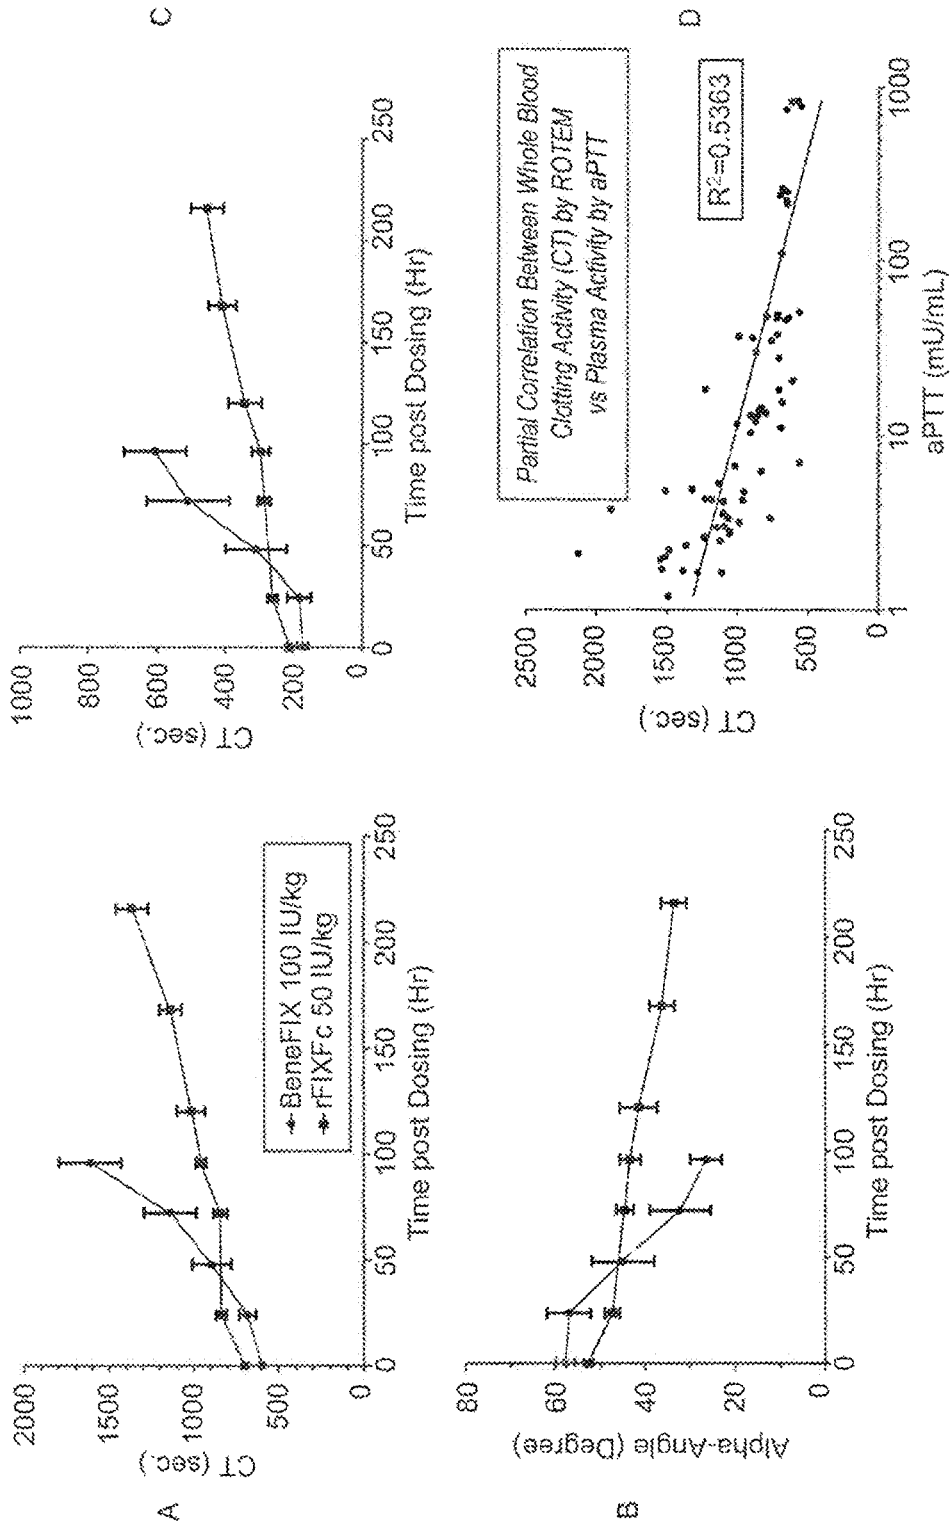 A
CT (sec.)
2000
1500
1000
500
0
0 50 100 150 200 250
Time post Dosing (Hr)
BeneFIX 100 IU/kg
rFIXFc 50 IU/kg
B
Alpha-Angle (Degree)
80
60
40
20
0
0 50 100 150 200 250
Time post Dosing (Hr)
C
CT (sec.)
1000
800
600
400
200
0
0 50 100 150 200 250
Time post Dosing (Hr)
D
Partial Correlation Between Whole Blood
Clotting Activity (CT) by ROTEM
vs Plasma Activity by aPTT
R²=0.5363
CT (sec.)
2500
2000
1500
1000
500
0
1 10 100 1000
aPTT (mU/mL)